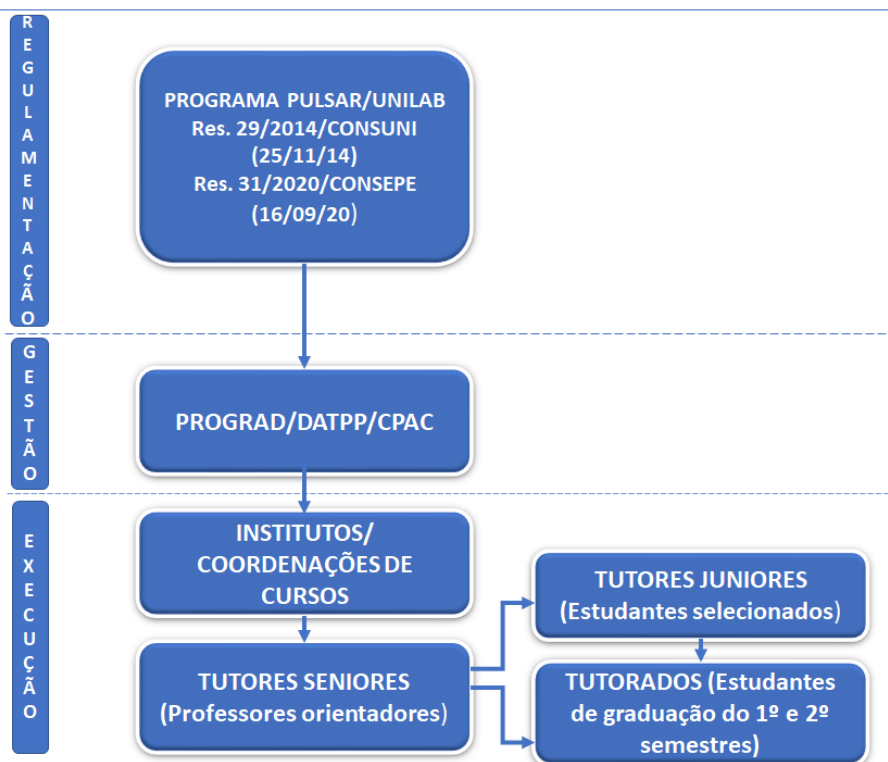 REGULAMENTAÇÃO
PROGRAMA PULSAR/UNILAB
Res. 29/2014/CONSUNI
(25/11/14)
Res. 31/2020/CONSEPE
(16/09/20)
GESTÃO
PROGRAD/DATPP/CPAC
EXECUÇÃO
INSTITUTOS/
COORDENAÇÕES DE
CURSOS
TUTORES SENIORES
(Professores orientadores)
TUTORES JUNIORES
(Estudantes selecionados)
TUTORADOS (Estudantes
de graduação do 1º e 2º
semestres)